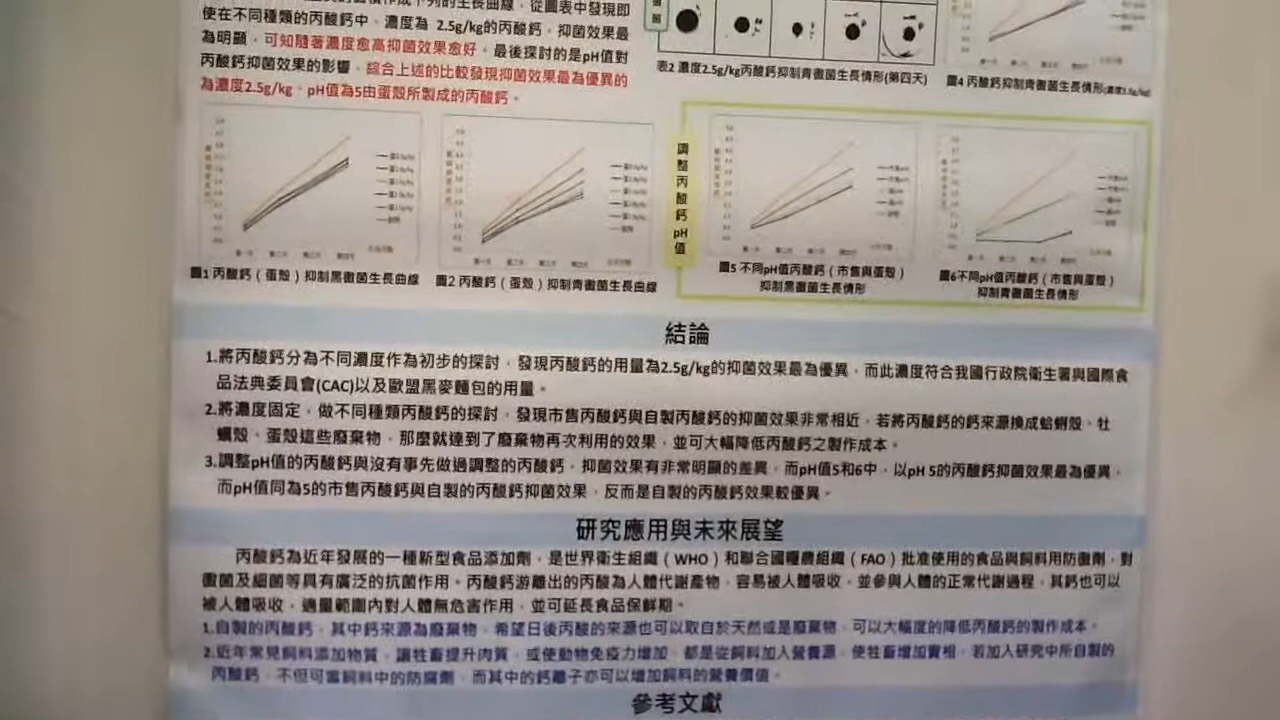 作成下列的生長曲線，從圖表中發現即
使在不同種類的丙酸鈣中，濃度為 2.5g/kg的丙酸鈣，抑菌效果最
為明顯，可知隨著濃度愈高抑菌效果愈好。最後探討的是pH值對
丙酸鈣抑菌效果的影響，綜合上述的比較發現抑菌效果最為優異的
為濃度2.5g/kg、pH值為5由蛋殼所製成的丙酸鈣。
表2 濃度2.5g/kg丙酸鈣抑制青黴菌生長情形(第四天)
圖4 丙酸鈣抑制青黴菌生長情形
調整丙酸鈣pH值
圖1 丙酸鈣（蛋殼）抑制黑黴菌生長曲線
圖2 丙酸鈣（蛋殼）抑制青黴菌生長曲線
圖5 不同pH值丙酸鈣（市售與蛋殼）
抑制黑黴菌生長情形
圖6不同pH值丙酸鈣（市售與蛋殼）
抑制青黴菌生長情形
結論
1.將丙酸鈣分為不同濃度作為初步的探討，發現丙酸鈣的用量為2.5g/kg的抑菌效果最為優異，而此濃度符合我國行政院衛生署與國際食
品法典委員會(CAC)以及歐盟黑麥麵包的用量。
2.將濃度固定，做不同種類丙酸鈣的探討，發現市售丙酸鈣與自製丙酸鈣的抑菌效果非常相近，若將丙酸鈣的鈣來源換成蛤蜊殼、牡
蠣殼、蛋殼這些廢棄物，那麼就達到了廢棄物再次利用的效果，並可大幅降低丙酸鈣之製作成本。
3.調整pH值的丙酸鈣與沒有事先做過調整的丙酸鈣，抑菌效果有非常明顯的差異，而pH值5和6中，以pH 5的丙酸鈣抑菌效果最為優異，
而pH值同為5的市售丙酸鈣與自製的丙酸鈣抑菌效果，反而是自製的丙酸鈣效果較優異。
研究應用與未來展望
丙酸鈣為近年發展的一種新型食品添加劑，是世界衛生組織（WHO）和聯合國糧農組織（FAO）批准使用的食品與飼料用防黴劑，對
黴菌及細菌等具有廣泛的抗菌作用。丙酸鈣游離出的丙酸為人體代謝產物，容易被人體吸收，並參與人體的正常代謝過程，其鈣也可以
被人體吸收，適量範圍內對人體無危害作用，並可延長食品保鮮期。
1.自製的丙酸鈣，其中鈣來源為廢棄物，希望日後丙酸的來源也可以取自於天然或是廢棄物，可以大幅度的降低丙酸鈣的製作成本。
2.近年常見飼料添加物質，讓牲畜提升肉質，或使動物免疫力增加，都是從飼料加入營養源，使牲畜增加賣相，若加入研究中所自製的
丙酸鈣，不但可當飼料中的防腐劑，而其中的鈣離子亦可以增加飼料的營養價值。
參考文獻